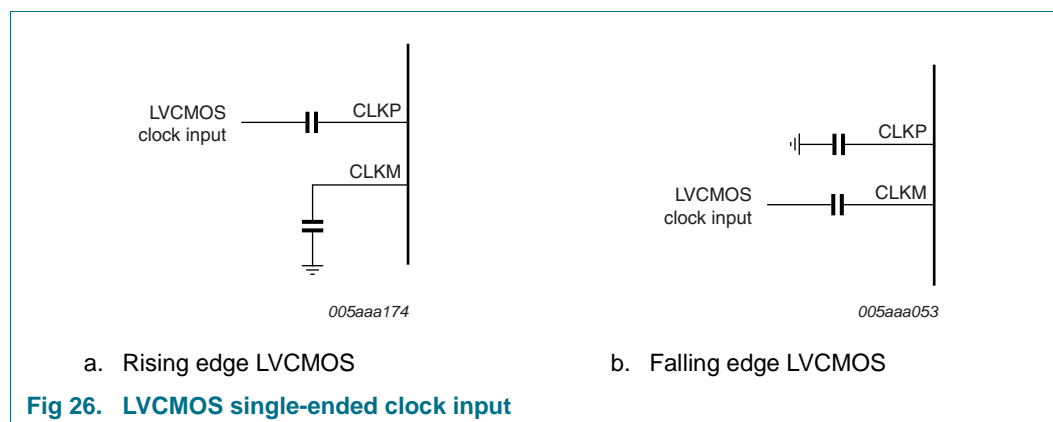 LVCMOS
clock input
CLKP
CLKM
005aaa174
a. Rising edge LVCMOS
CLKP
LVCMOS
clock input
CLKM
005aaa053
b. Falling edge LVCMOS
Fig 26. LVCMOS single-ended clock input